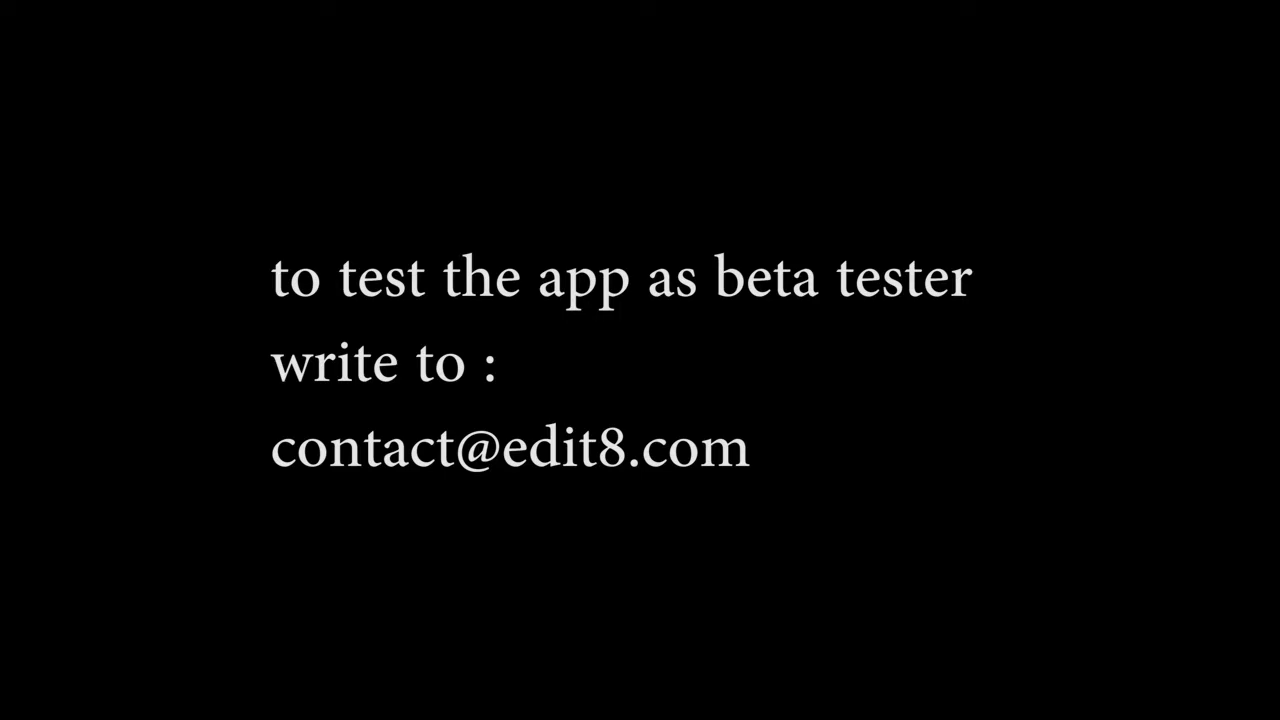 to test the app as beta tester
write to :
contact@edit8.com